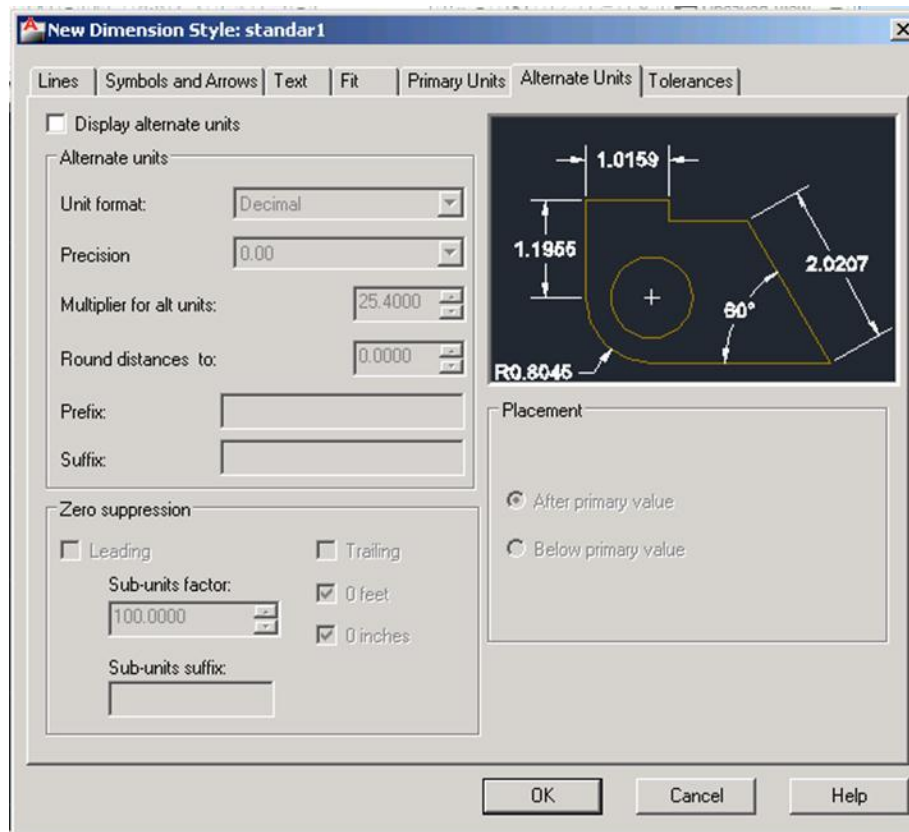 New Dimension Style: standar1
Lines Symbols and Arrows Text Fit Primary Units Alternate Units Tolerances
Display alternate units
Alternate units
Unit format: Decimal
Precision 0.00
Multiplier for alt units: 25.4000
Round distances to: 0.0000
Prefix:
Suffix:
Zero suppression
Leading
Trailing
Sub-units factor:
100.0000
0 feet
0 inches
Sub-units suffix:
1.0159
1.1955
2.0207
60°
R0.8045
Placement
After primary value
Below primary value
OK Cancel Help